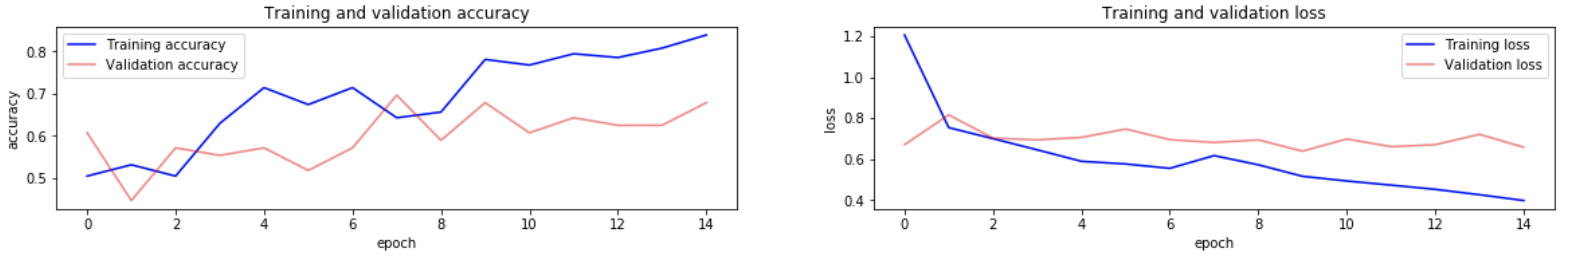 Training and validation accuracy
Training accuracy
Validation accuracy
accuracy
0.8
0.7
0.6
0.5
0 2 4 6 8 10 12 14
epoch
Training and validation loss
Training loss
Validation loss
loss
1.2
1.0
0.8
0.6
0.4
0 2 4 6 8 10 12 14
epoch